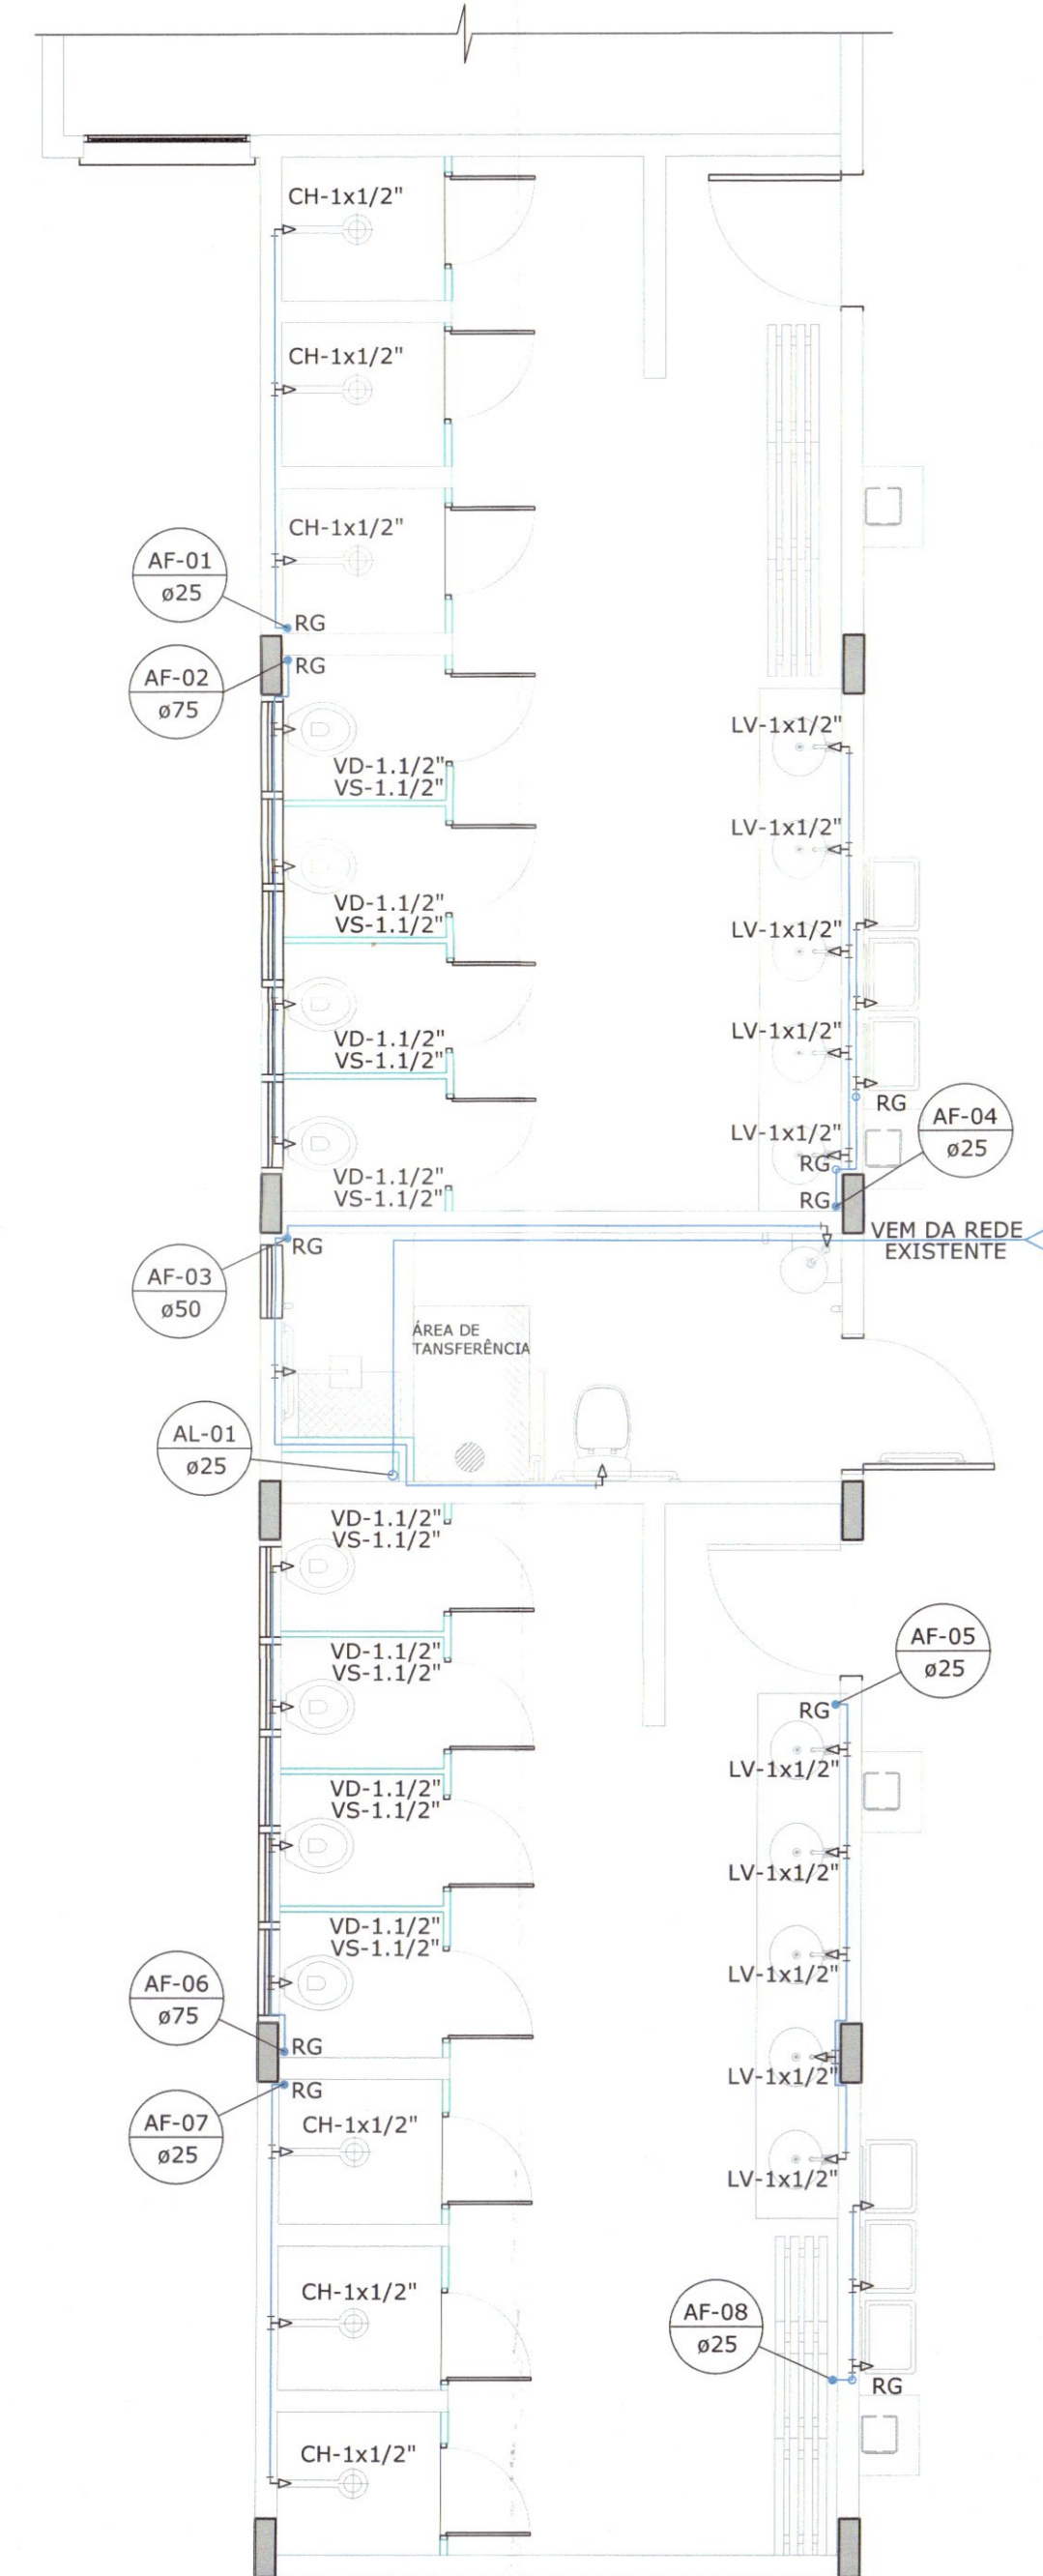 CH-1x1/2"
CH-1x1/2"
CH-1x1/2"
AF-01
ø25
RG
RG
AF-02
ø75
LV-1x1/2"
VD-1.1/2"
VS-1.1/2"
LV-1x1/2"
VD-1.1/2"
VS-1.1/2"
LV-1x1/2"
VD-1.1/2"
VS-1.1/2"
LV-1x1/2"
RG
AF-04
ø25
LV-1x1/2"
RG
VD-1.1/2"
VS-1.1/2"
RG
VEM DA REDE
EXISTENTE
RG
AF-03
ø50
ÁREA DE
TANSFERÊNCIA
AL-01
ø25
VD-1.1/2"
VS-1.1/2"
AF-05
ø25
VD-1.1/2"
VS-1.1/2"
RG
LV-1x1/2"
VD-1.1/2"
VS-1.1/2"
LV-1x1/2"
VD-1.1/2"
VS-1.1/2"
LV-1x1/2"
AF-06
ø75
RG
LV-1x1/2"
RG
AF-07
ø25
CH-1x1/2"
LV-1x1/2"
CH-1x1/2"
AF-08
ø25
RG
CH-1x1/2"